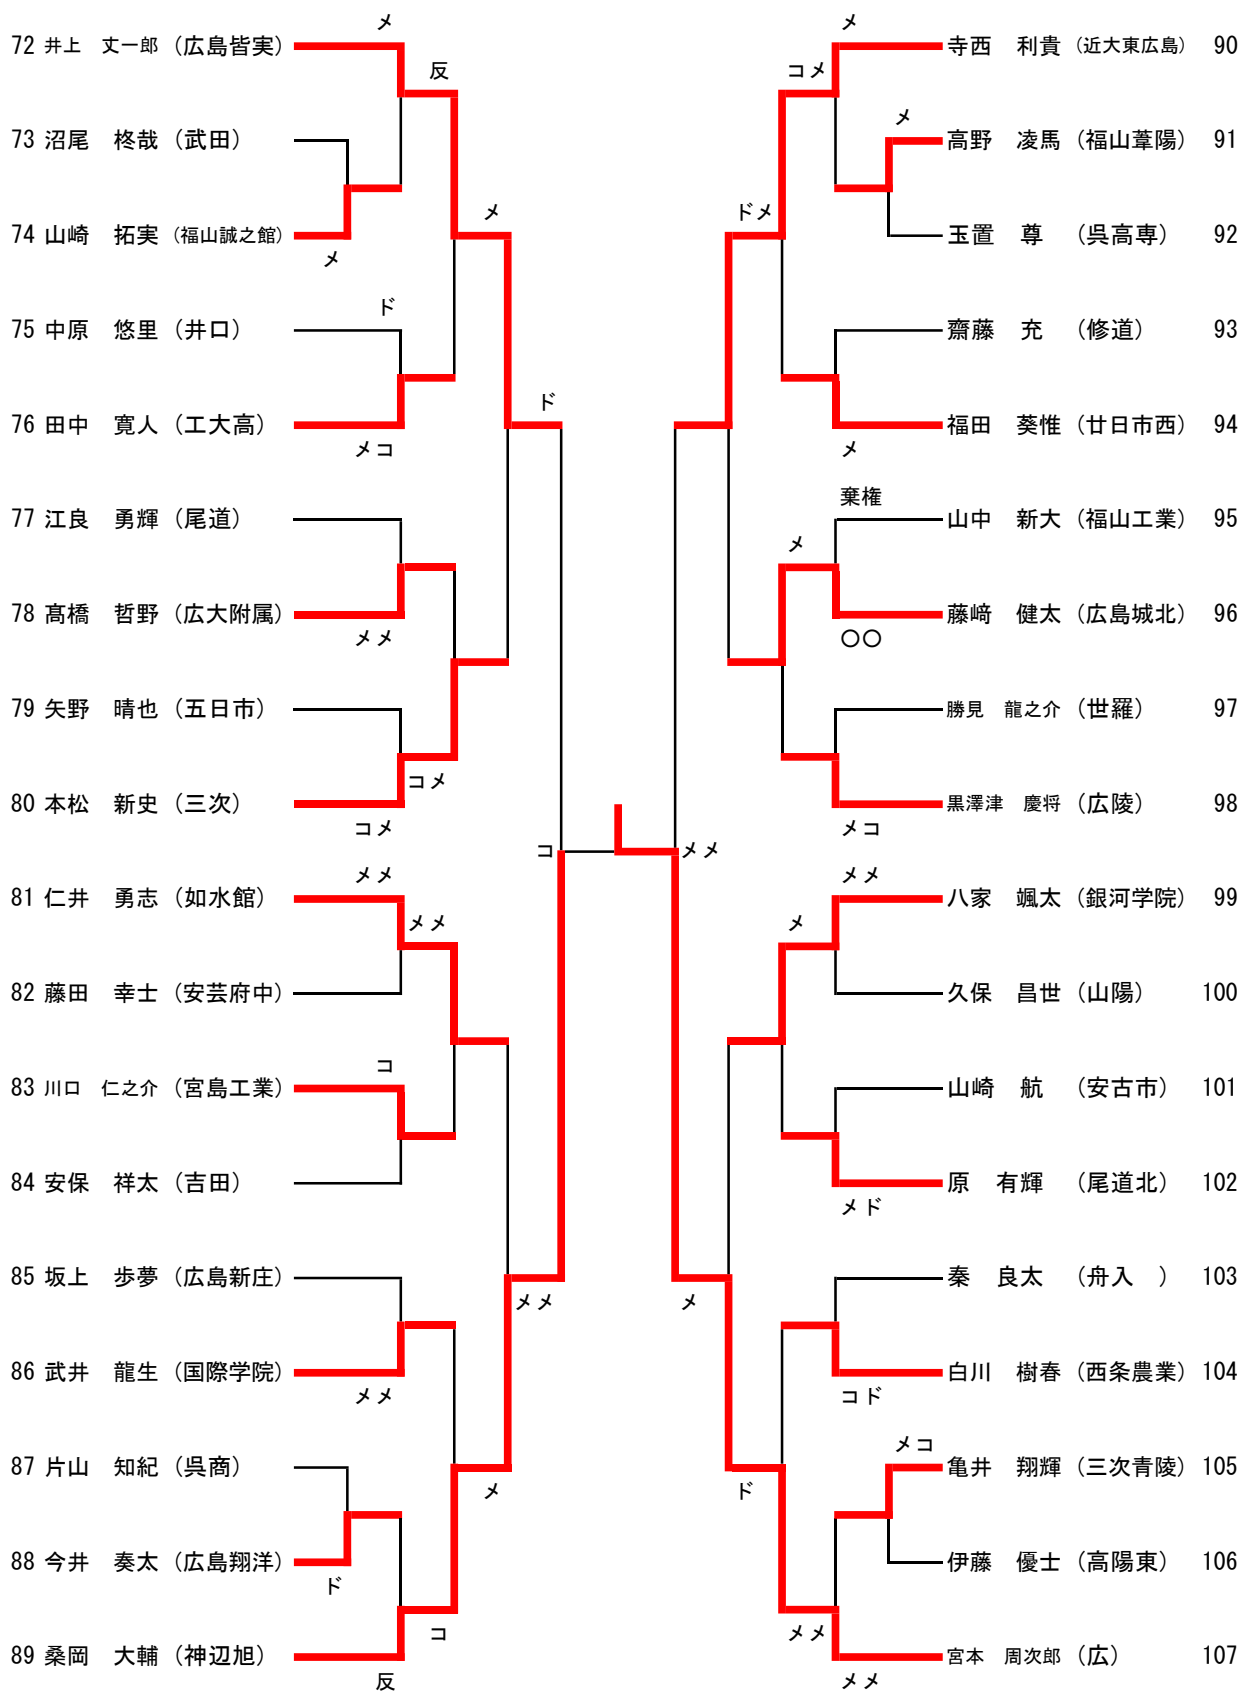 メ
72 井上　丈一郎 (広島皆実)
反
73 沼尾　柊哉 (武田)
メ
74 山崎　拓実 (福山誠之館)
メ
ド
75 中原　悠里 (井口)
ド
76 田中　寛人 (工大高)
メコ
77 江良　勇輝 (尾道)
78 髙橋　哲野 (広大附属)
メメ
79 矢野　晴也 (五日市)
コメ
80 本松　新史 (三次)
コメ
コ
メメ
81 仁井　勇志 (如水館)
メメ
82 藤田　幸士 (安芸府中)
コ
83 川口　仁之介 (宮島工業)
84 安保　祥太 (吉田)
85 坂上　歩夢 (広島新庄)
メメ
86 武井　龍生 (国際学院)
メメ
87 片山　知紀 (呉商)
メ
88 今井　奏太 (広島翔洋)
ド
コ
89 桑岡　大輔 (神辺旭)
反
メ
寺西　利貴 (近大東広島) 90
コメ
メ
高野　凌馬 (福山葦陽) 91
ドメ
玉置　尊 (呉高専) 92
齋藤　充 (修道) 93
福田　葵惟 (廿日市西) 94
メ
棄権
山中　新大 (福山工業) 95
メ
藤﨑　健太 (広島城北) 96
〇〇
勝見　龍之介 (世羅) 97
黒澤津　慶将 (広陵) 98
メコ
メメ
メメ
八家　颯太 (銀河学院) 99
メ
久保　昌世 (山陽) 100
山崎　航 (安古市) 101
原　有輝 (尾道北) 102
メド
秦　良太 (舟入　) 103
メ
白川　樹春 (西条農業) 104
コド
メコ
亀井　翔輝 (三次青陵) 105
ド
伊藤　優士 (高陽東) 106
メメ
宮本　周次郎 (広) 107
メメ